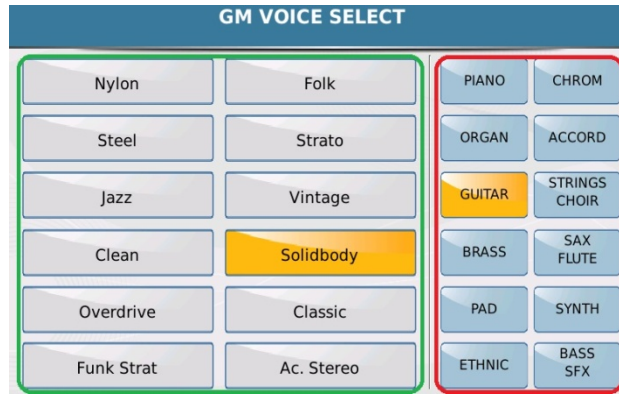 GM VOICE SELECT
Nylon
Folk
Steel
Strato
Jazz
Vintage
Clean
Solidbody
Overdrive
Classic
Funk Strat
Ac. Stereo
PIANO
CHROM
ORGAN
ACCORD
GUITAR
STRINGS
CHOIR
BRASS
SAX
FLUTE
PAD
SYNTH
ETHNIC
BASS
SFX